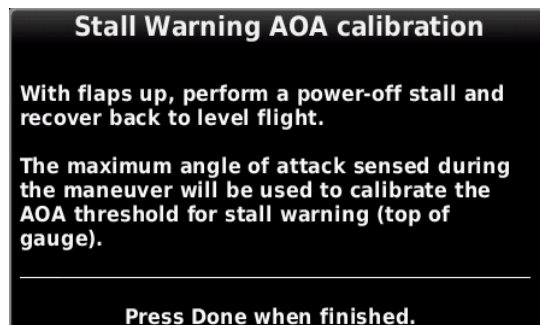 Stall Warning AOA calibration
With flaps up, perform a power-off stall and
recover back to level flight.
The maximum angle of attack sensed during
the maneuver will be used to calibrate the
AOA threshold for stall warning (top of
gauge).
Press Done when finished.